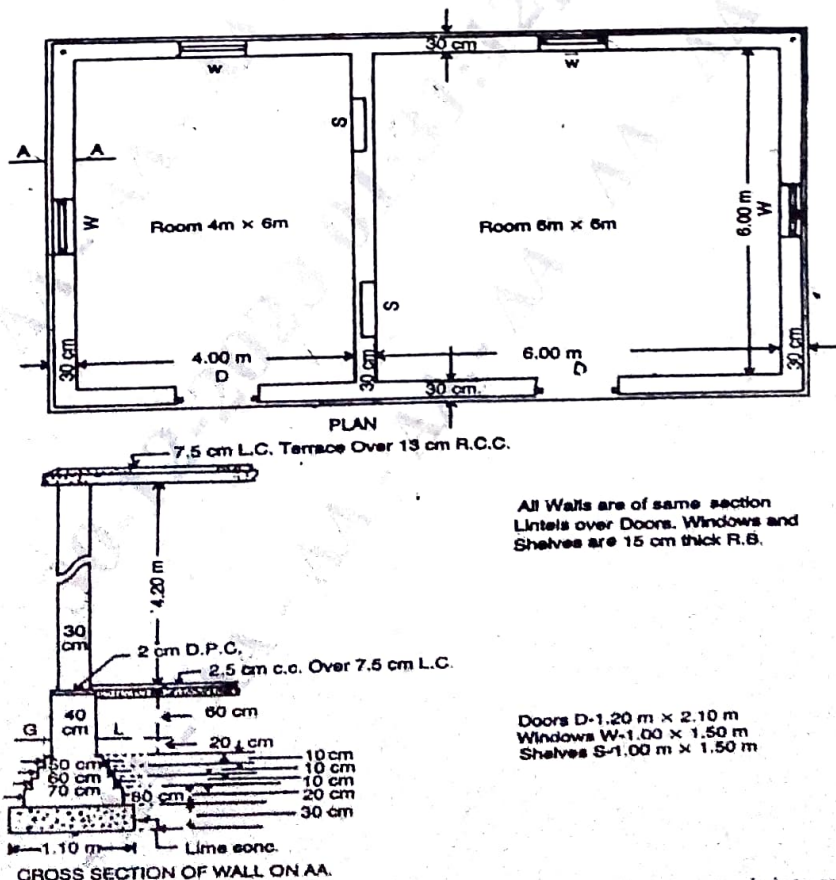 30 cm
W
W
S
A A
S
W
Room 4m × 6m
Room 6m × 6m
6.00 m
W
30 cm
4.00 m
D
30 cm
6.00 m
D
30 cm
30 cm.
PLAN
7.5 cm L.C. Terrace Over 13 cm R.C.C.
All Walls are of same section
Lintels over Doors. Windows and
Shelves are 15 cm thick R.B.
4.20 E
30
cm
2 cm D.P.C.
2.5 cm c.c. Over 7.5 cm L.C.
40
cm
60 cm
G L
20 cm
Doors D-1.20 m × 2.10 m
Windows W-1.00 × 1.50 m
Shelves S-1.00 m × 1.50 m
50 cm
60 cm
70 cm
80 cm
10 cm
10 cm
10 cm
20 cm
30 cm
1.10 m
Lime conc.
CROSS SECTION OF WALL ON AA.